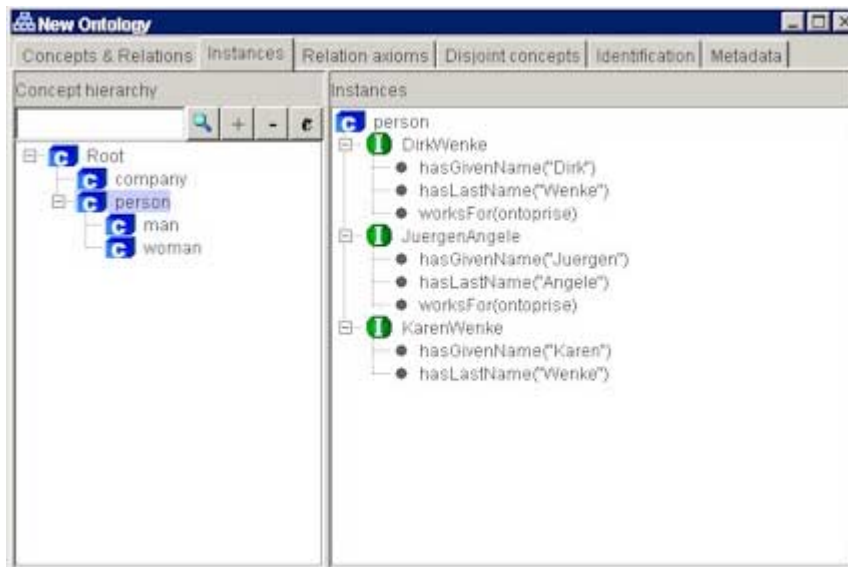 New Ontology
Concepts & Relations Instances Relation axioms Disjoint concepts Identification Metadata
Concept hierarchy
Root
company
person
man
woman
Instances
person
DirkWenke
hasGivenName("Dirk")
hasLastName("Wenke")
worksFor(ontoprise)
JuergenAngele
hasGivenName("Juergen")
hasLastName("Angele")
worksFor(ontoprise)
KarenWenke
hasGivenName("Karen")
hasLastName("Wenke")